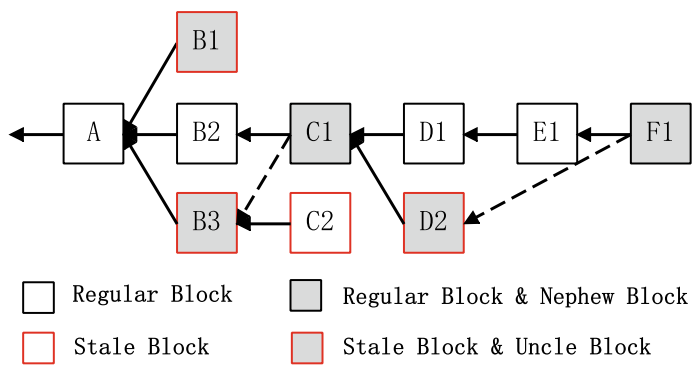 B1
A B2 C1 D1 E1 F1
B3 C2 D2
Regular Block Regular Block & Nephew Block
Stale Block Stale Block & Uncle Block